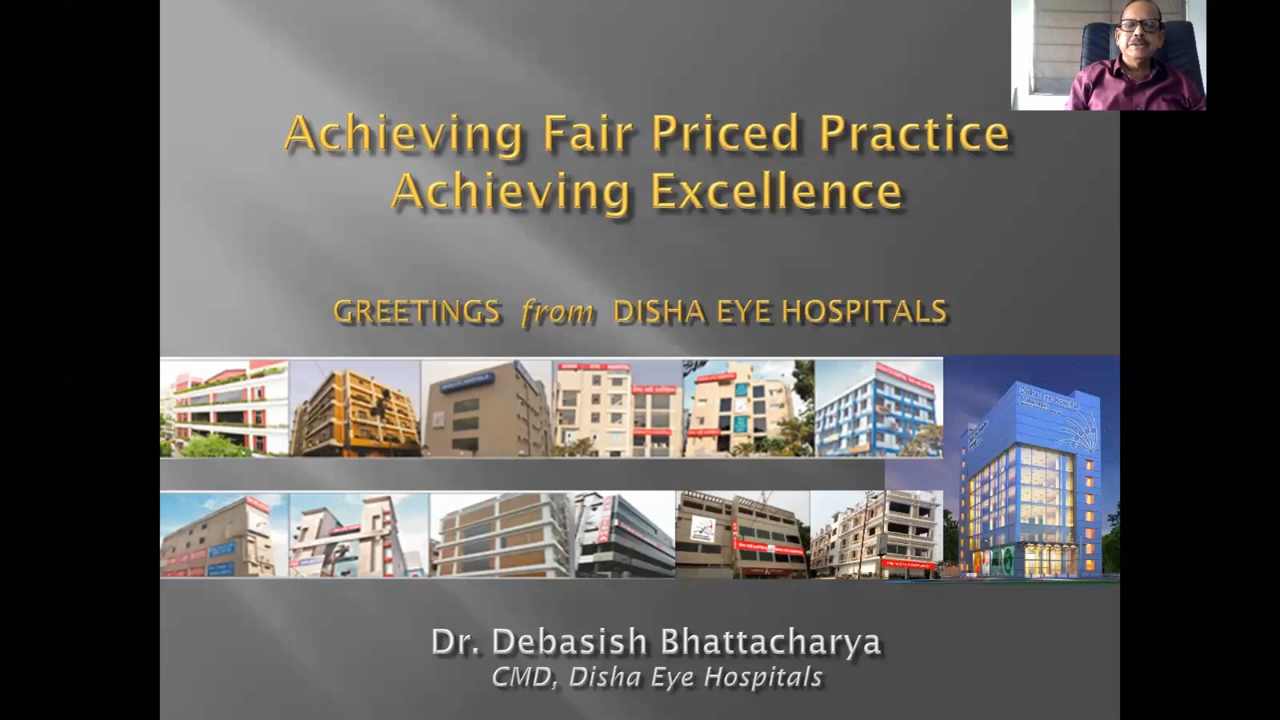 Achieving Fair Priced Practice
Achieving Excellence
GREETINGS from DISHA EYE HOSPITALS
Dr. Debasish Bhattacharya
CMD, Disha Eye Hospitals